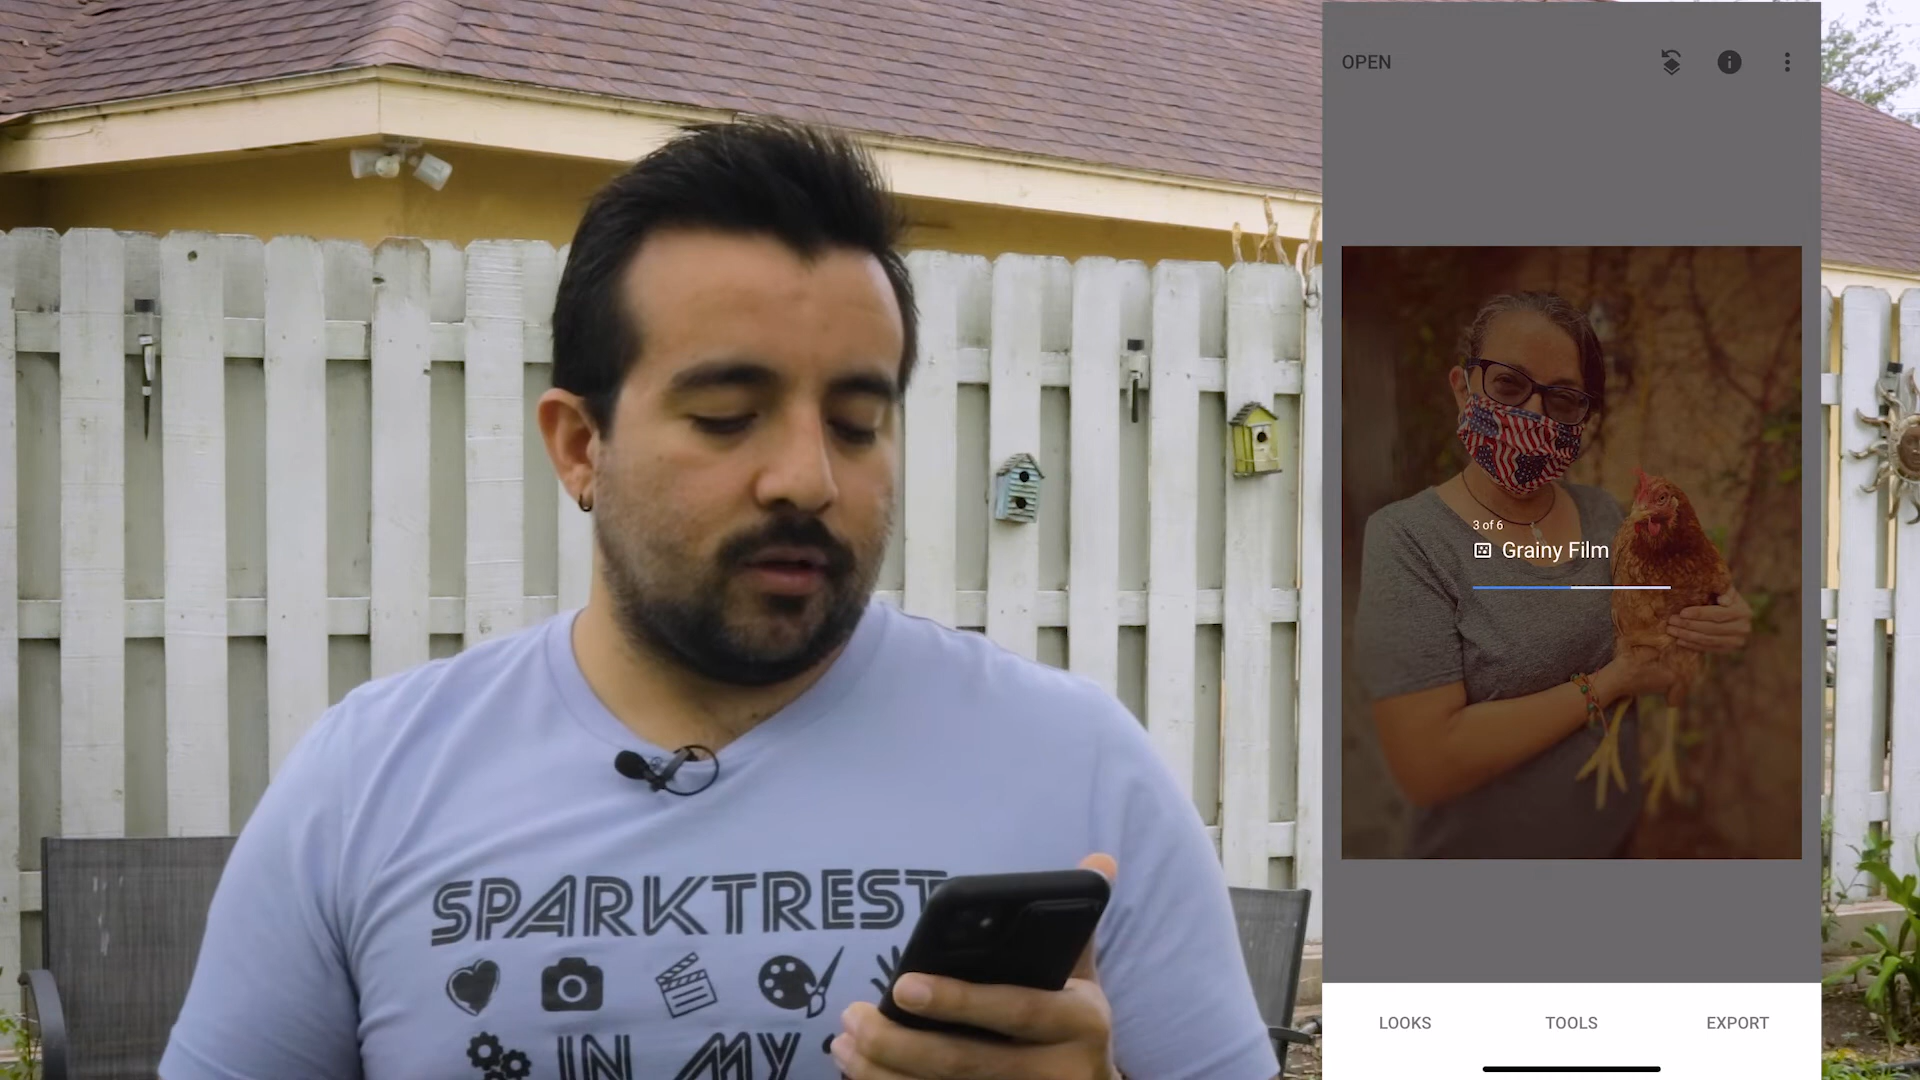 OPEN
3 of 6
Grainy Film
LOOKS
TOOLS
EXPORT
SPARKTREST
IN MY